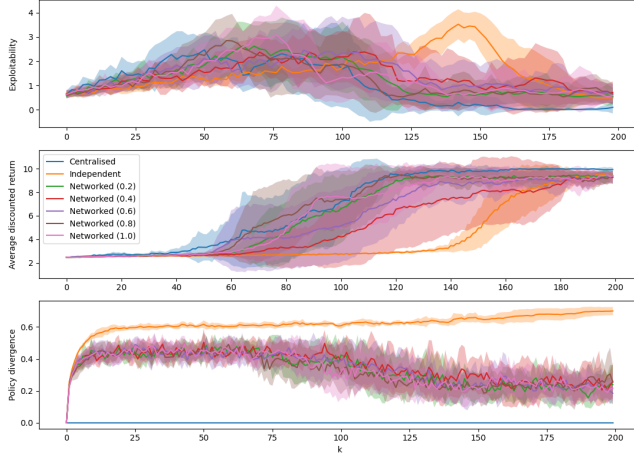 Exploitability
4
3
2
1
0
0 25 50 75 100 125 150 175 200
Average discounted return
10
8
6
4
2
Centralised
Independent
Networked (0.2)
Networked (0.4)
Networked (0.6)
Networked (0.8)
Networked (1.0)
0 20 40 60 80 100 120 140 160 180 200
Policy divergence
0.6
0.4
0.2
0.0
0 25 50 75 100 125 150 175 200
k